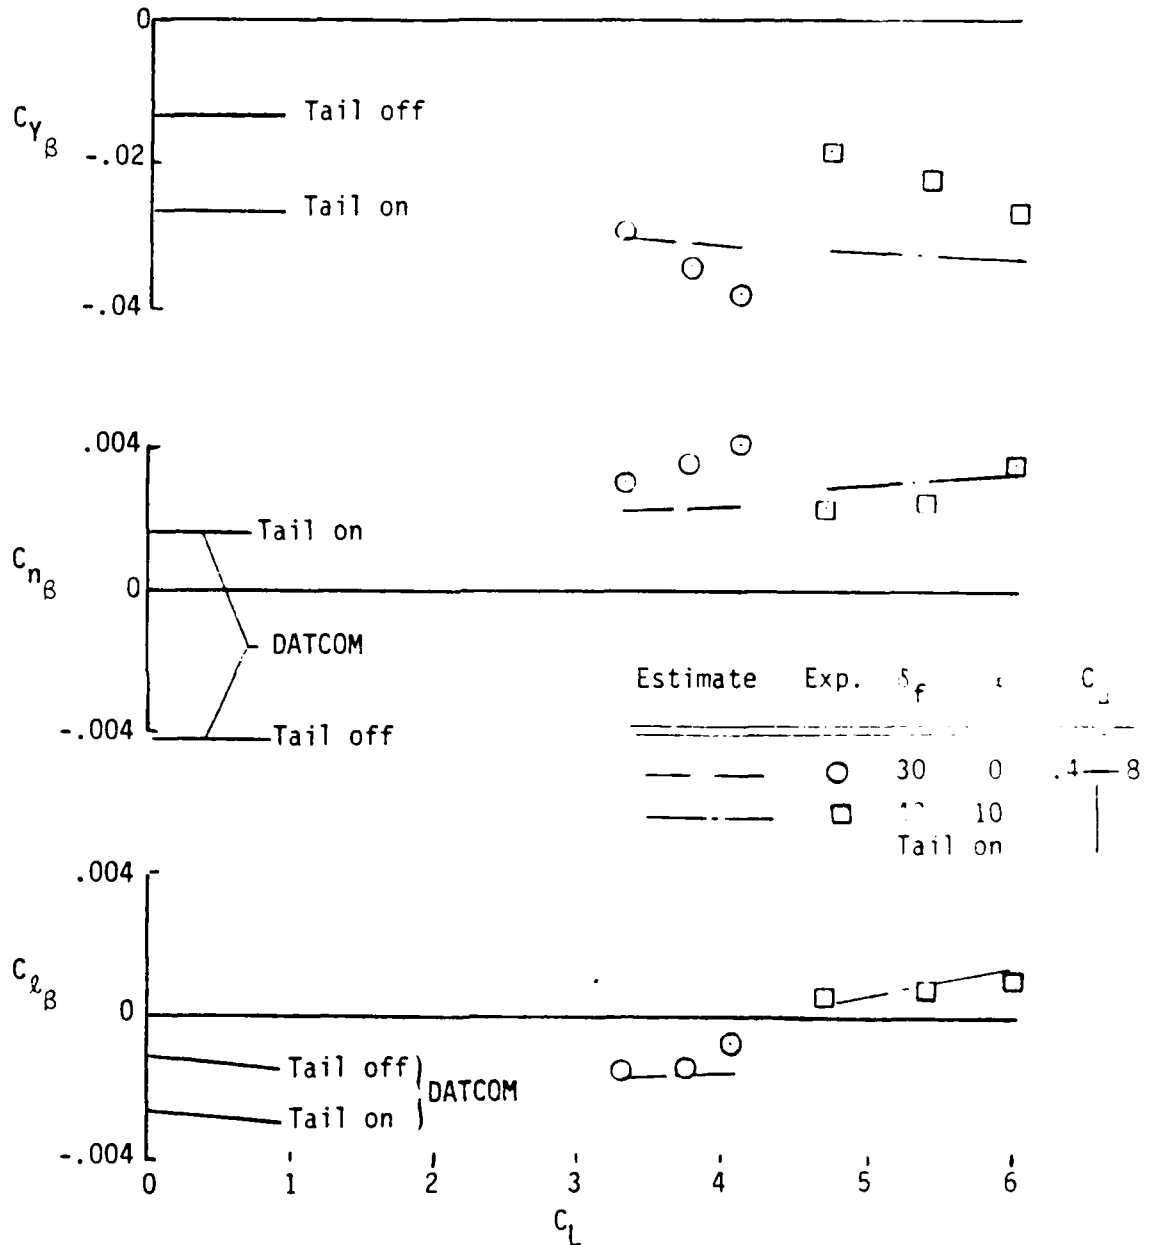 0
Tail off
C_Yβ
-.02
Tail on
-.04
.004
Tail on
C_nβ
0
DATCOM
Estimate Exp. δ_f C
-.004
Tail off
30 0 .4—8
10
Tail on
.004
C_ℓβ
0
Tail off
DATCOM
Tail on
-.004
0 1 2 3 4 5 6
C_L